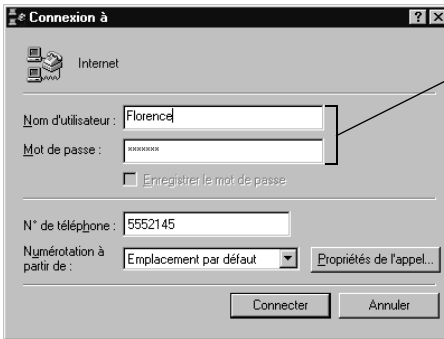 Connexion à
Internet
Nom d'utilisateur : Florence
Mot de passe : xxxxxxx
Enregistrer le mot de passe
N° de téléphone : 5552145
Numérotation à partir de : Emplacement par défaut Propriétés de l'appel...
Connecter Annuler